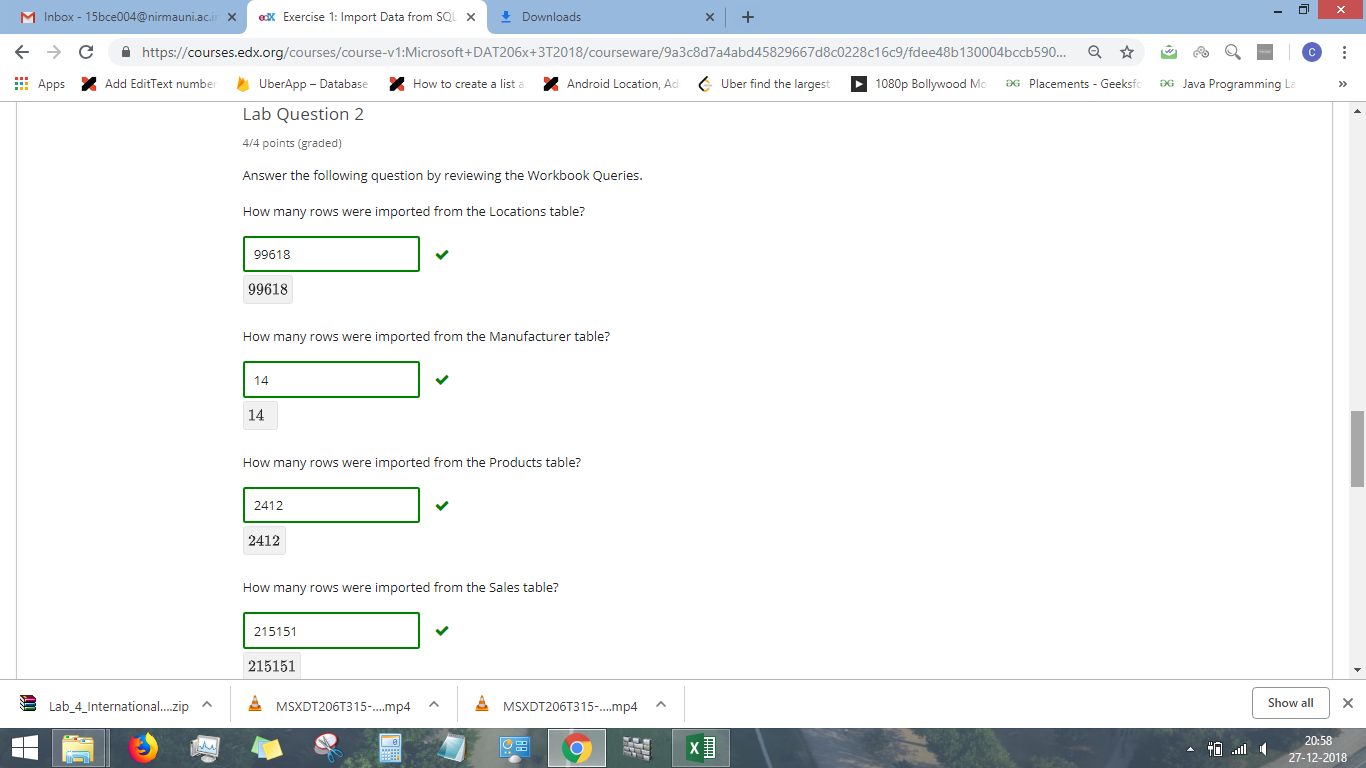 Inbox - 15bce004@nirmauni.ac.in
edX Exercise 1: Import Data from SQL
Downloads
https://courses.edx.org/courses/course-v1:Microsoft+DAT206x+3T2018/courseware/9a3c8d7a4abd45829667d8c0228c16c9/fdee48b130004bccb590...
C
Apps
Add EditText number
UberApp – Database
How to create a list a
Android Location, Ad
Uber find the largest
1080p Bollywood Mo
Placements - Geeksfo
Java Programming La
»
Lab Question 2
4/4 points (graded)
Answer the following question by reviewing the Workbook Queries.
How many rows were imported from the Locations table?
99618
99618
How many rows were imported from the Manufacturer table?
14
14
How many rows were imported from the Products table?
2412
2412
How many rows were imported from the Sales table?
215151
215151
Lab_4_International....zip
MSXDT206T315-....mp4
MSXDT206T315-....mp4
Show all
20:58
27-12-2018